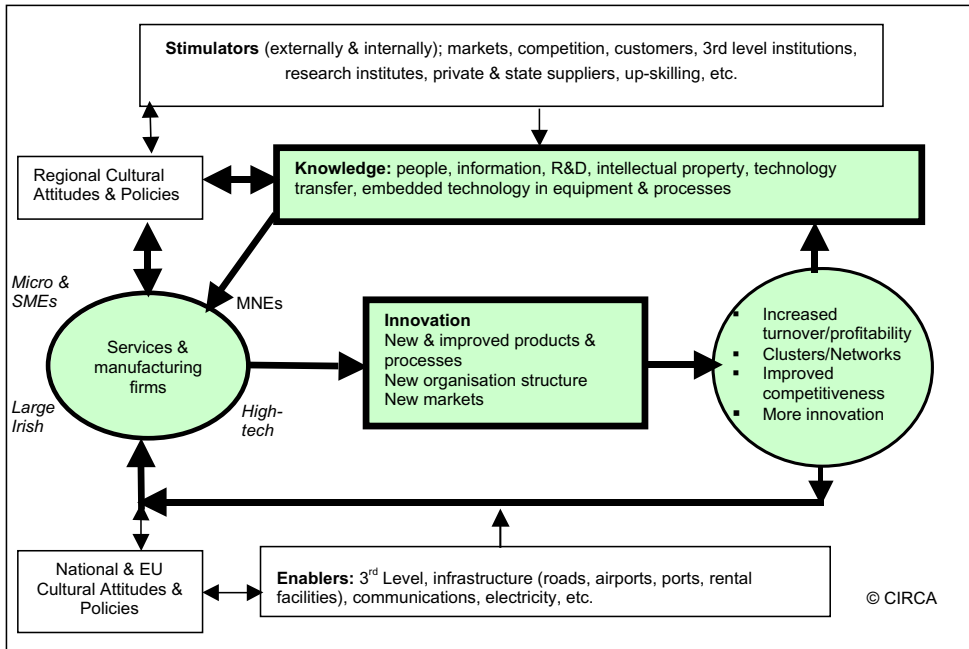 Stimulators (externally & internally); markets, competition, customers, 3rd level institutions,
research institutes, private & state suppliers, up-skilling, etc.
Regional Cultural
Attitudes & Policies
Knowledge: people, information, R&D, intellectual property, technology
transfer, embedded technology in equipment & processes
Micro &
SMEs
MNEs
Services &
manufacturing
firms
Large
Irish
High-
tech
Innovation
New & improved products &
processes
New organisation structure
New markets
▪ Increased
turnover/profitability
▪ Clusters/Networks
▪ Improved
competitiveness
▪ More innovation
National & EU
Cultural Attitudes &
Policies
Enablers: 3rd Level, infrastructure (roads, airports, ports, rental
facilities), communications, electricity, etc.
© CIRCA